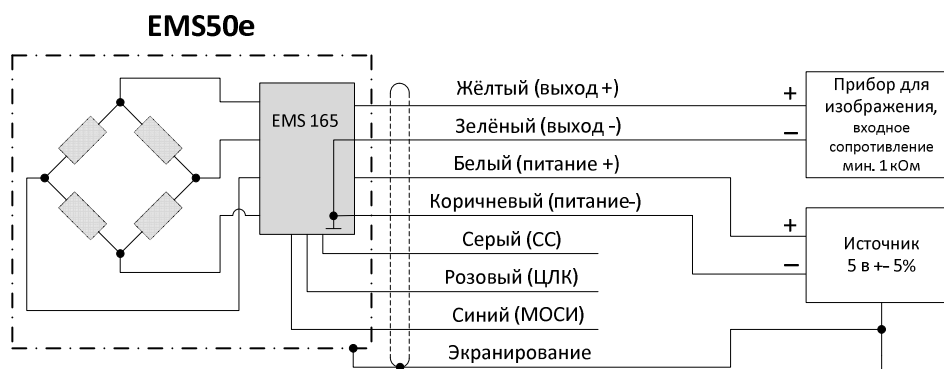 EMS50e
EMS 165
Жёлтый (выход +)
Зелёный (выход -)
Белый (питание +)
Коричневый (питание-)
Серый (СС)
Розовый (ЦЛК)
Синий (МОСИ)
Экранирование
+
−
Прибор для
изображения,
входное
сопротивление
мин. 1 кОм
+
−
Источник
5 в +- 5%